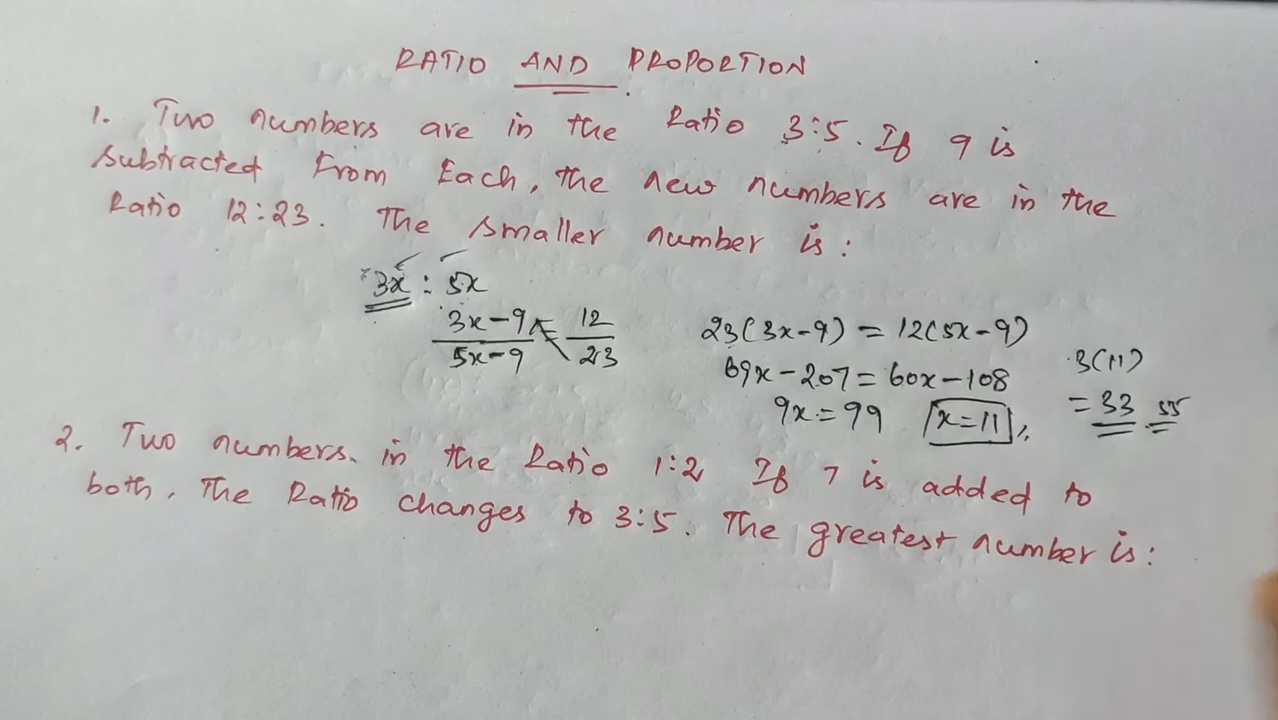 RATIO AND PROPORTION
1. Two numbers are in the Ratio 3:5. If 9 is
subtracted From Each, the new numbers are in the
Ratio 12:23. The smaller number is:
3x : 5x
3x-9/5x-9 = 12/23
23(3x-9) = 12(5x-9)
69x-207 = 60x-108
9x = 99 x=11
3(11)
= 33 55
2. Two numbers. in the Ratio 1:2 If 7 is added to
both, The Ratio changes to 3:5. The greatest number is: